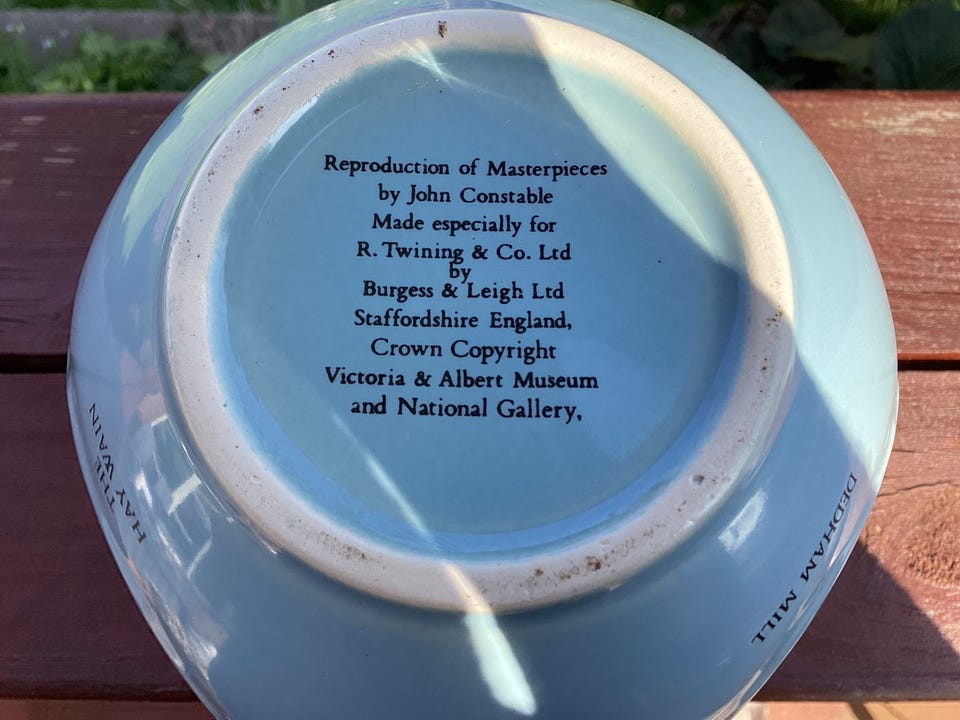 Reproduction of Masterpieces
by John Constable
Made especially for
R. Twining & Co. Ltd
by
Burgess & Leigh Ltd
Staffordshire England,
Crown Copyright
Victoria & Albert Museum
and National Gallery,
THE
HAY WAIN
DEDHAM MILL